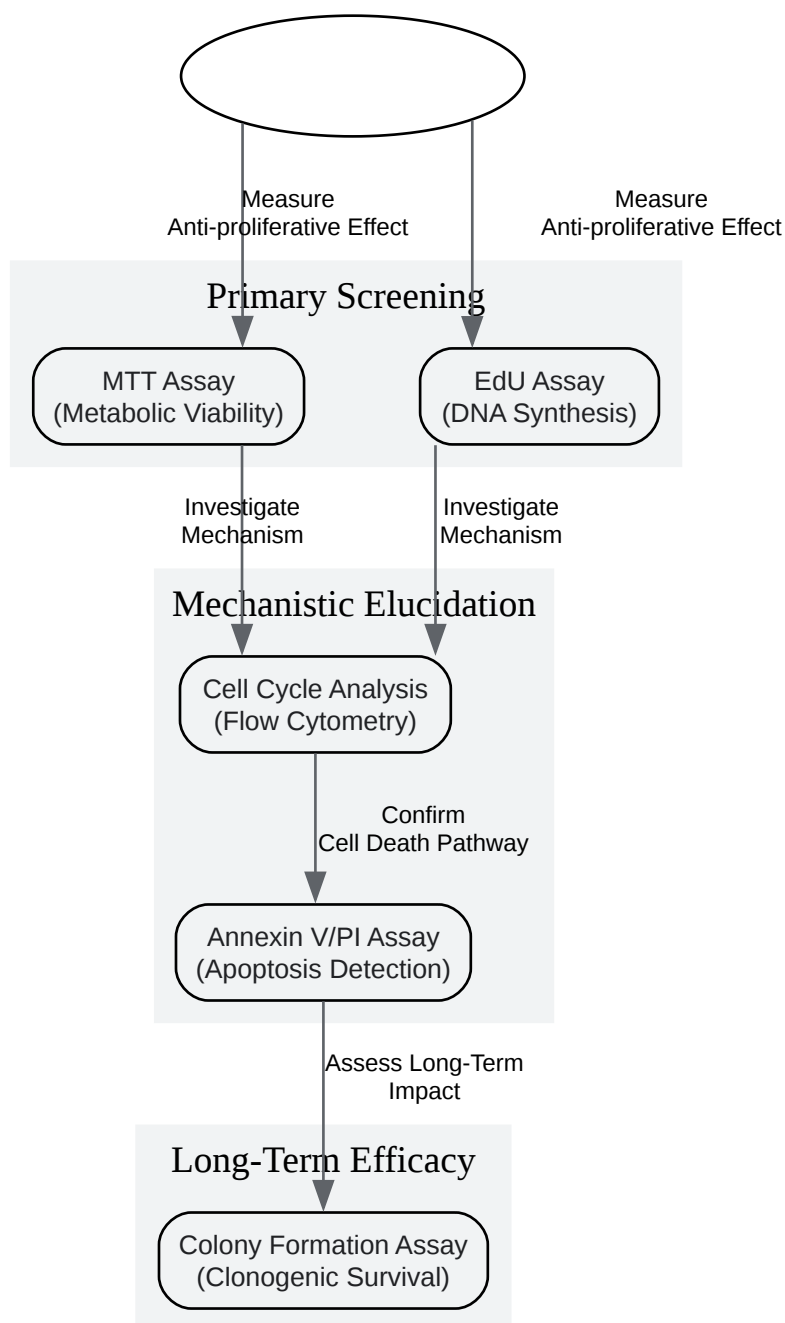 Measure
Anti-proliferative Effect
Measure
Anti-proliferative Effect
Primary Screening
MTT Assay
(Metabolic Viability)
EdU Assay
(DNA Synthesis)
Investigate
Mechanism
Investigate
Mechanism
Mechanistic Elucidation
Cell Cycle Analysis
(Flow Cytometry)
Confirm
Cell Death Pathway
Annexin V/PI Assay
(Apoptosis Detection)
Assess Long-Term
Impact
Long-Term Efficacy
Colony Formation Assay
(Clonogenic Survival)